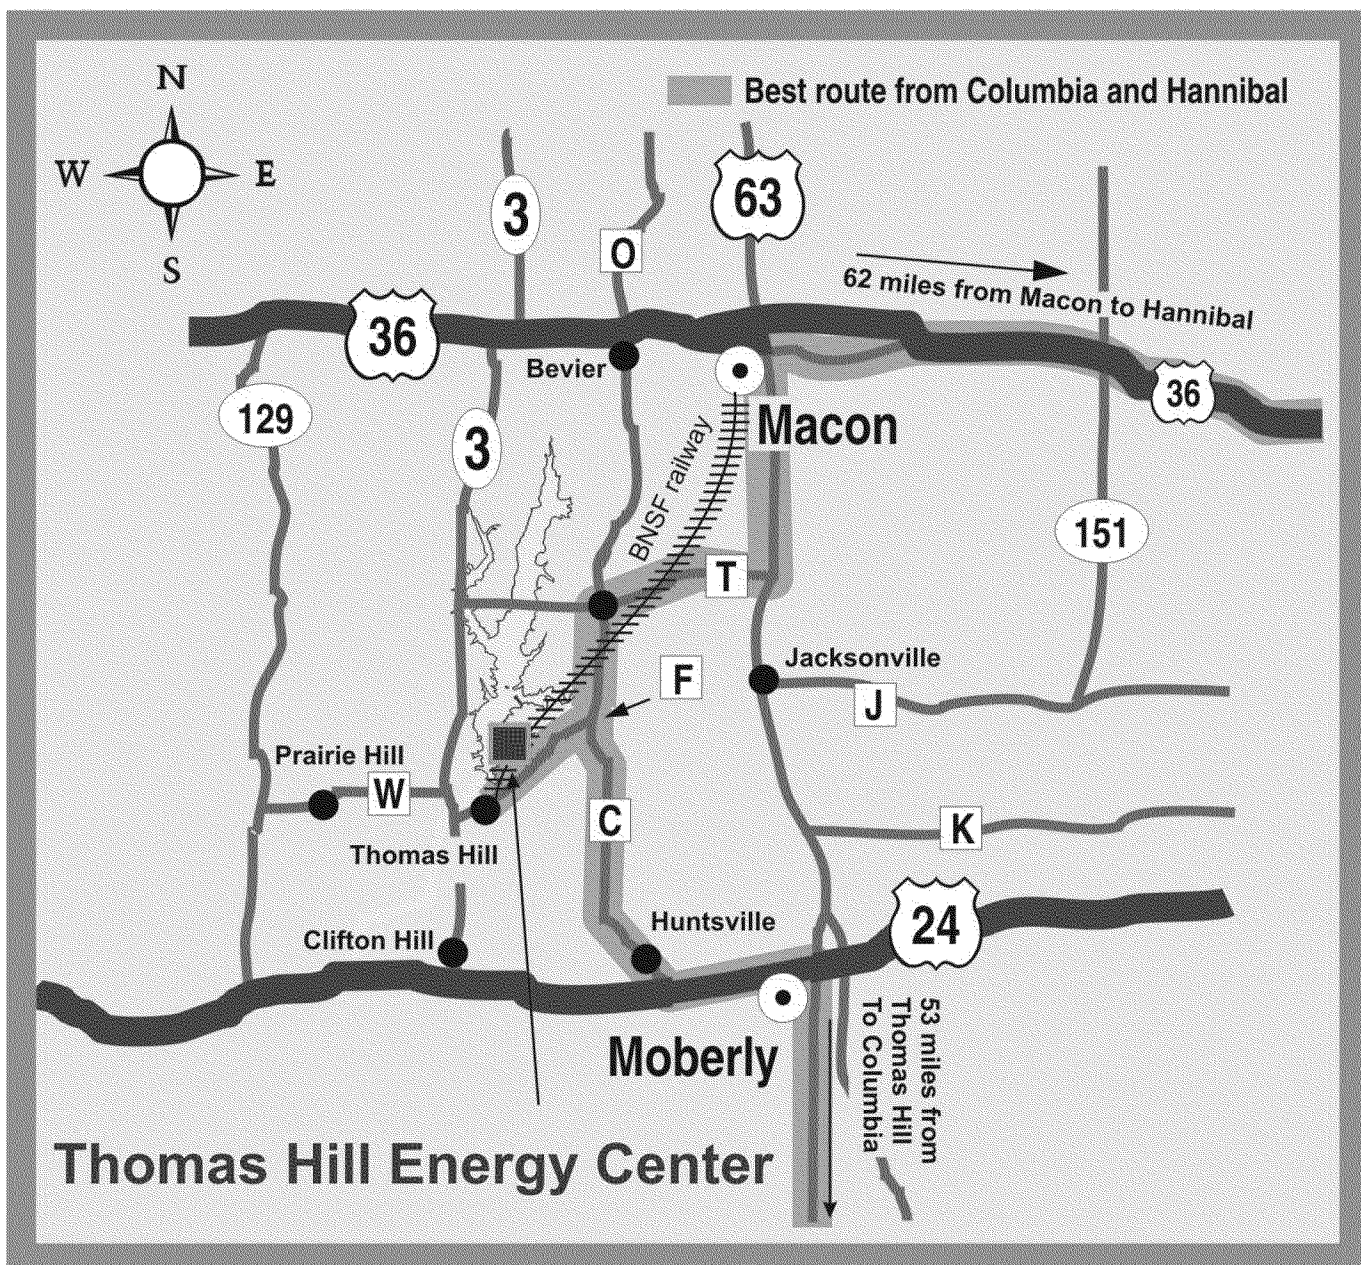 N
W E
S
Best route from Columbia and Hannibal
3
O
63
62 miles from Macon to Hannibal
36
Bevier
36
129
3
Macon
BNSF railway
151
T
Jacksonville
F
J
Prairie Hill
W
C
K
Thomas Hill
Huntsville
24
Clifton Hill
Moberly
53 miles from
Thomas Hill
To Columbia
Thomas Hill Energy Center